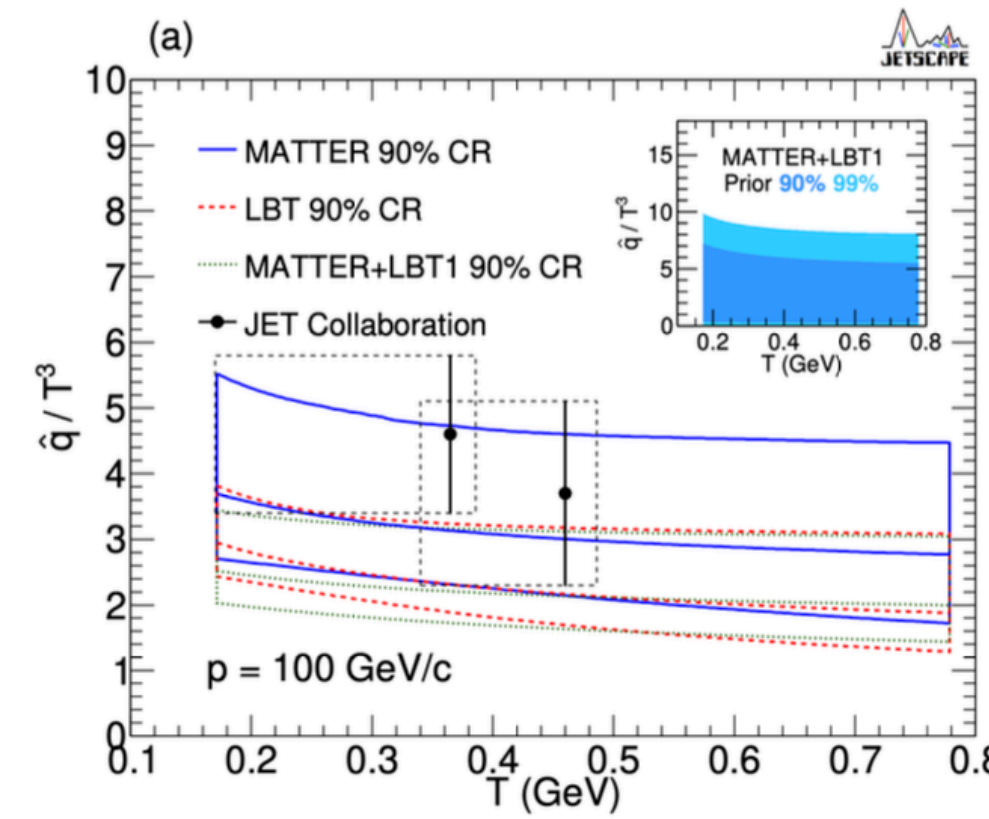 (a)
JETSCAPE
10
9
8
7
6
5
4
3
2
1
0
q̂ / T³
MATTER 90% CR
LBT 90% CR
MATTER+LBT1 90% CR
JET Collaboration
15
10
5
0
q̂ / T³
MATTER+LBT1
Prior 90% 99%
0.2 0.4 0.6 0.8
T (GeV)
p = 100 GeV/c
0.1 0.2 0.3 0.4 0.5 0.6 0.7 0.8
T (GeV)